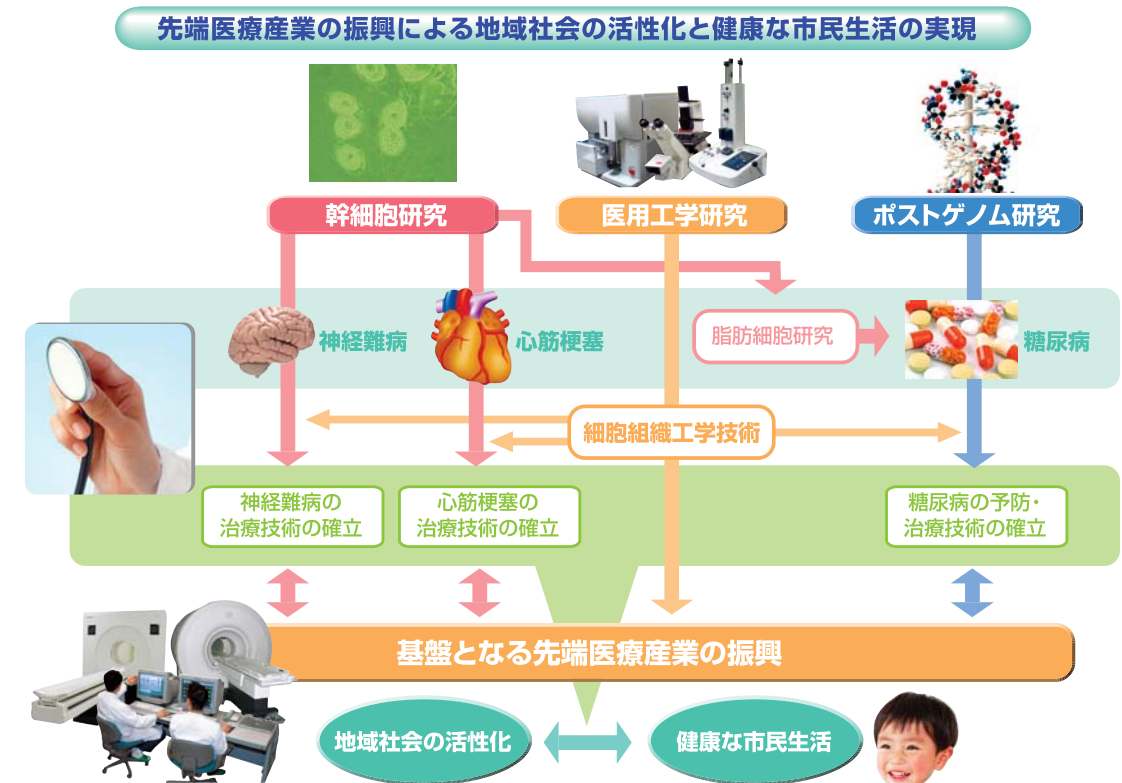 先端医療産業の振興による地域社会の活性化と健康な市民生活の実現
幹細胞研究
医用工学研究
ポストゲノム研究
神経難病
心筋梗塞
脂肪細胞研究
糖尿病
細胞組織工学技術
神経難病の
治療技術の確立
心筋梗塞の
治療技術の確立
糖尿病の予防・
治療技術の確立
基盤となる先端医療産業の振興
地域社会の活性化
健康な市民生活